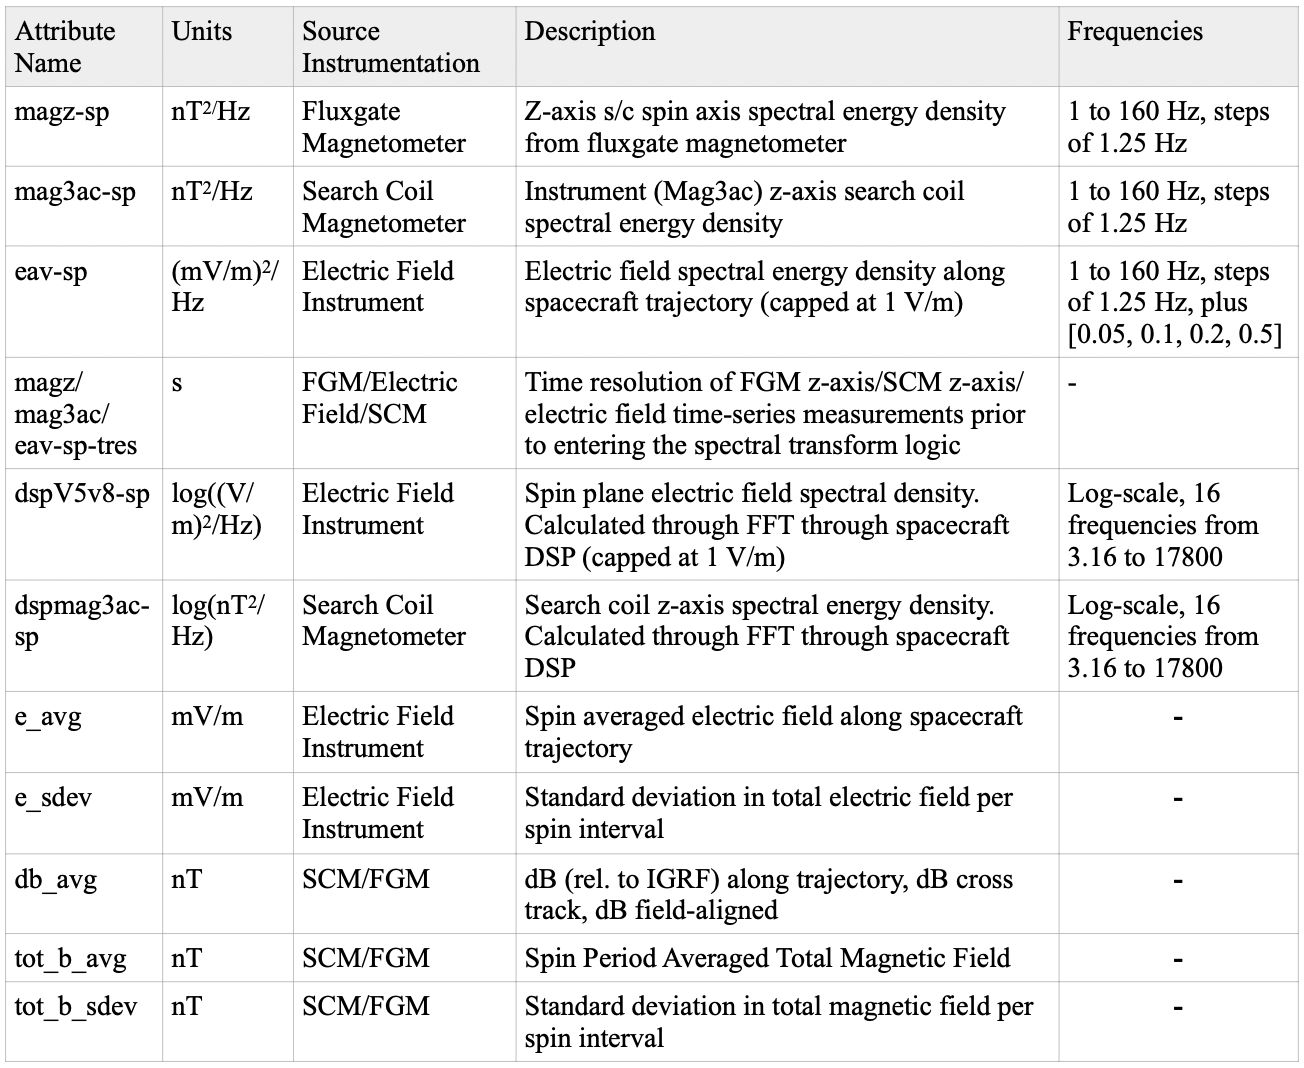 Attribute Name
Units
Source Instrumentation
Description
Frequencies
magz-sp
nT²/Hz
Fluxgate
Magnetometer
Z-axis s/c spin axis spectral energy density
from fluxgate magnetometer
1 to 160 Hz, steps
of 1.25 Hz
mag3ac-sp
nT²/Hz
Search Coil
Magnetometer
Instrument (Mag3ac) z-axis search coil
spectral energy density
1 to 160 Hz, steps
of 1.25 Hz
eav-sp
(mV/m)²/
Hz
Electric Field
Instrument
Electric field spectral energy density along
spacecraft trajectory (capped at 1 V/m)
1 to 160 Hz, steps
of 1.25 Hz, plus
[0.05, 0.1, 0.2, 0.5]
magz/
mag3ac/
eav-sp-tres
s
FGM/Electric
Field/SCM
Time resolution of FGM z-axis/SCM z-axis/
electric field time-series measurements prior
to entering the spectral transform logic
-
dspV5v8-sp
log((V/
m)²/Hz)
Electric Field
Instrument
Spin plane electric field spectral density.
Calculated through FFT through spacecraft
DSP (capped at 1 V/m)
Log-scale, 16
frequencies from
3.16 to 17800
dspmag3ac-
sp
log(nT²/
Hz)
Search Coil
Magnetometer
Search coil z-axis spectral energy density.
Calculated through FFT through spacecraft
DSP
Log-scale, 16
frequencies from
3.16 to 17800
e_avg
mV/m
Electric Field
Instrument
Spin averaged electric field along spacecraft
trajectory
-
e_sdev
mV/m
Electric Field
Instrument
Standard deviation in total electric field per
spin interval
-
db_avg
nT
SCM/FGM
dB (rel. to IGRF) along trajectory, dB cross
track, dB field-aligned
-
tot_b_avg
nT
SCM/FGM
Spin Period Averaged Total Magnetic Field
-
tot_b_sdev
nT
SCM/FGM
Standard deviation in total magnetic field per
spin interval
-